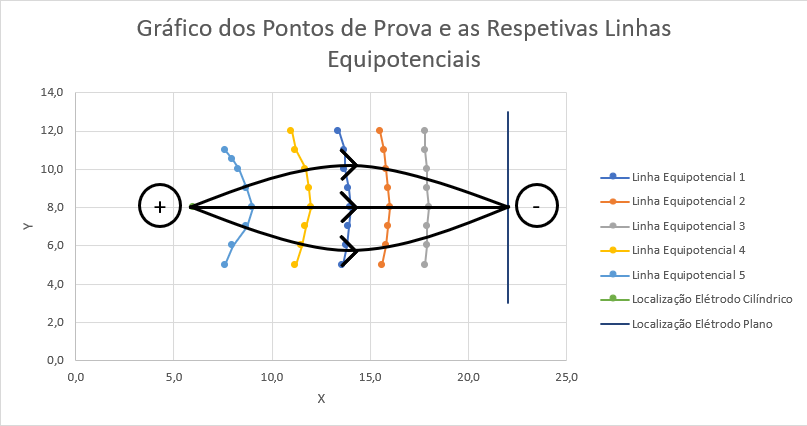 Gráfico dos Pontos de Prova e as Respetivas Linhas
Equipotenciais
14,0
12,0
10,0
8,0
6,0
4,0
2,0
0,0
Y
+
-
0,0
5,0
10,0
15,0
20,0
25,0
X
Linha Equipotencial 1
Linha Equipotencial 2
Linha Equipotencial 3
Linha Equipotencial 4
Linha Equipotencial 5
Localização Elétrodo Cilíndrico
Localização Elétrodo Plano